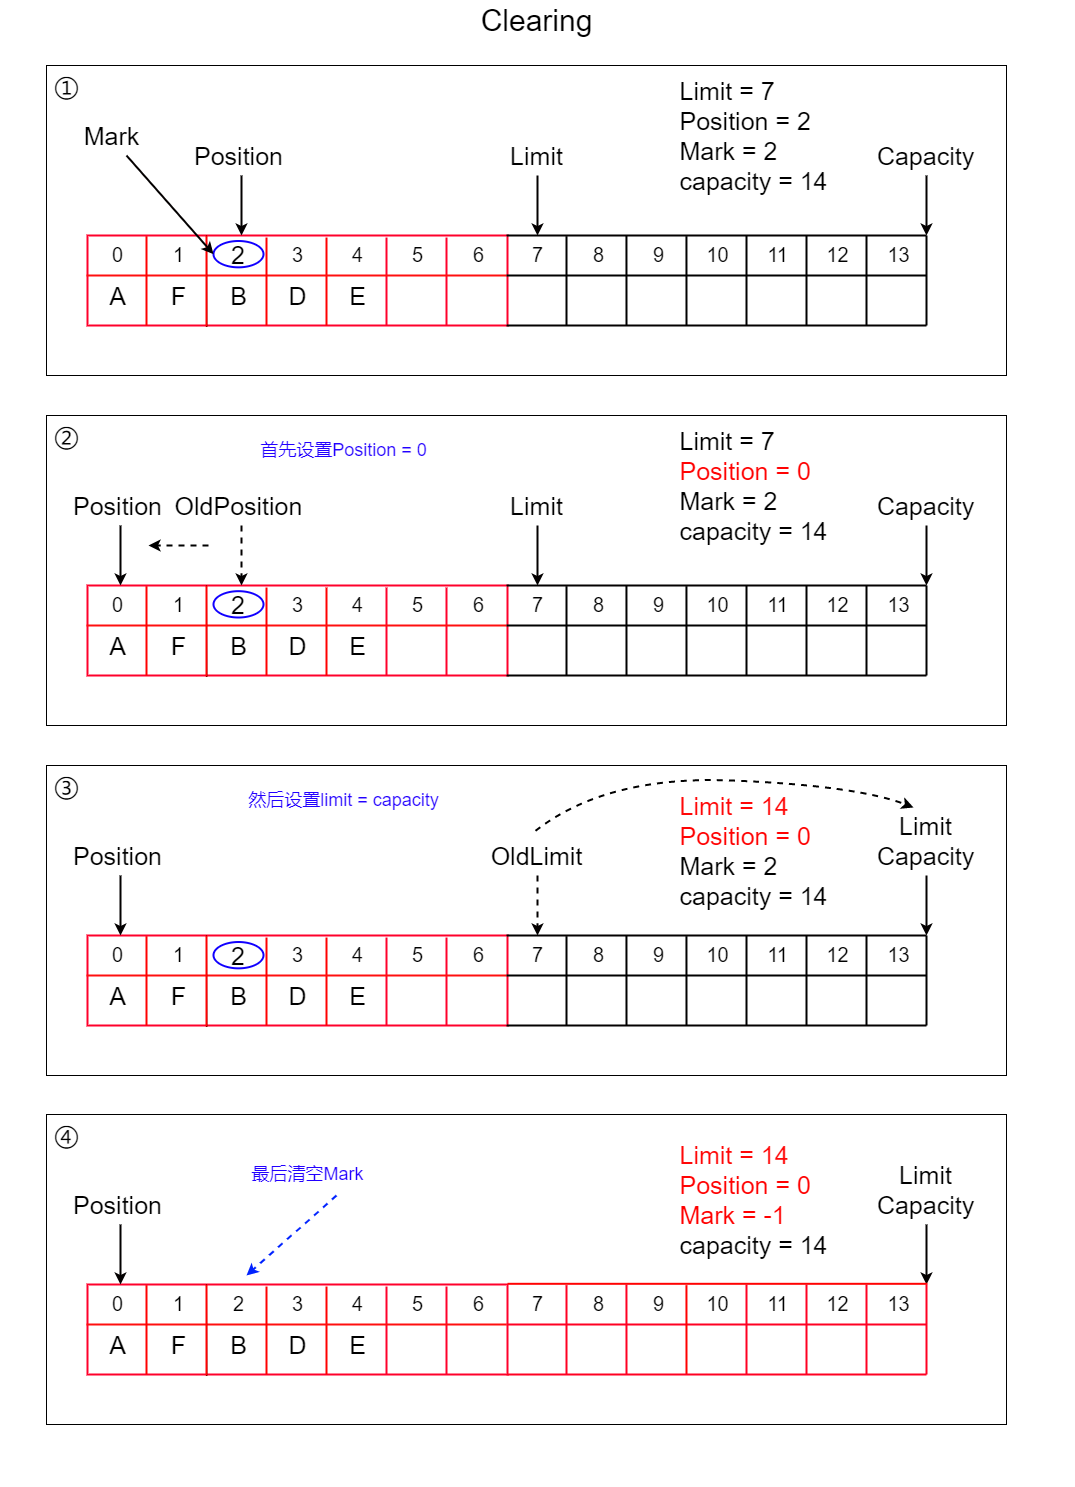 Clearing
①
Limit = 7
Position = 2
Mark = 2
capacity = 14
Mark
Position
Limit
Capacity
0 1 2 3 4 5 6 7 8 9 10 11 12 13
A F B D E
②
首先设置Position = 0
Limit = 7
Position = 0
Mark = 2
capacity = 14
Position OldPosition
Limit
Capacity
0 1 2 3 4 5 6 7 8 9 10 11 12 13
A F B D E
③
然后设置limit = capacity
Limit = 14
Position = 0
Mark = 2
capacity = 14
Position
OldLimit
Limit
Capacity
0 1 2 3 4 5 6 7 8 9 10 11 12 13
A F B D E
④
最后清空Mark
Limit = 14
Position = 0
Mark = -1
capacity = 14
Position
Limit
Capacity
0 1 2 3 4 5 6 7 8 9 10 11 12 13
A F B D E